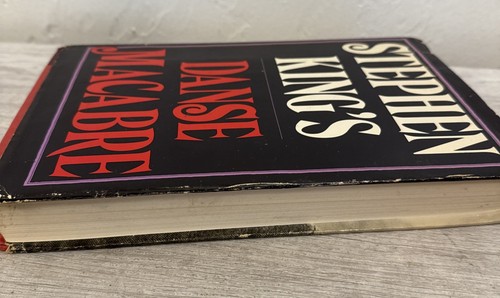 STEPHEN
KING'S
DANSE
MACABRE